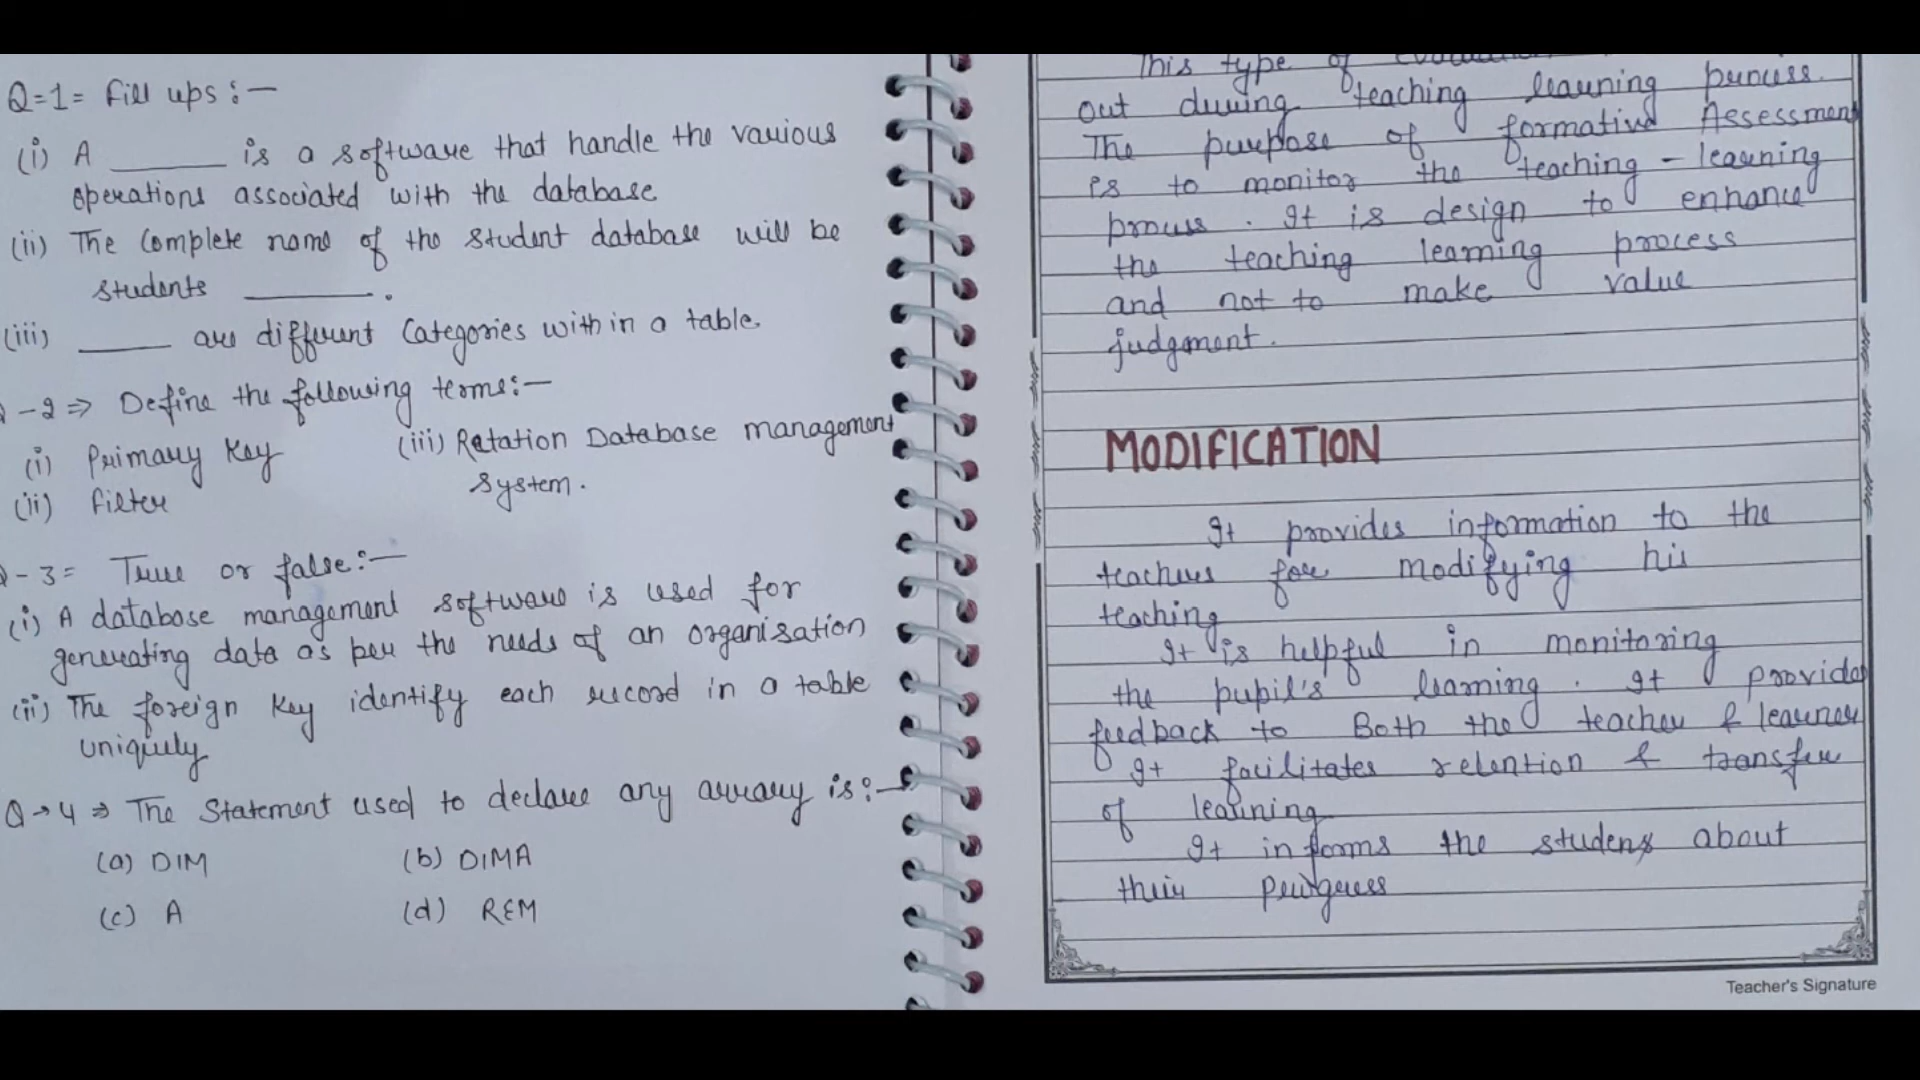 Q=1= Fill ups :-
(i) A ______ is a software that handle the various
operations associated with the database
(ii) The Complete name of the student database will be
students ______ .
(iii) ______ are different Categories within a table.
-2 => Define the following terms:-
(i) Primary Key
(iii) Retation Database management
System.
(ii) Filter
-3= True or false:-
(i) A database management software is used for
generating data as per the needs of an organisation
(ii) The foreign key identify each record in a table
uniquely
Q→4 => The Statement used to declare any array is:-
(a) DIM (b) DIMA
(c) A (d) REM
This type of
out during teaching learning process.
The purpose of formative Assessment
is to monitor the teaching - learning
process . It is design to enhance
the teaching learning process
and not to make value
judgment .
MODIFICATION
It provides information to the
teachers for modifying his
teaching
It is helpful in monitoring
the pupil's learning . It provide
feedback to Both the teacher & learner
It facilitates retention & transfer
of learning
It informs the students about
their
Teacher's Signature